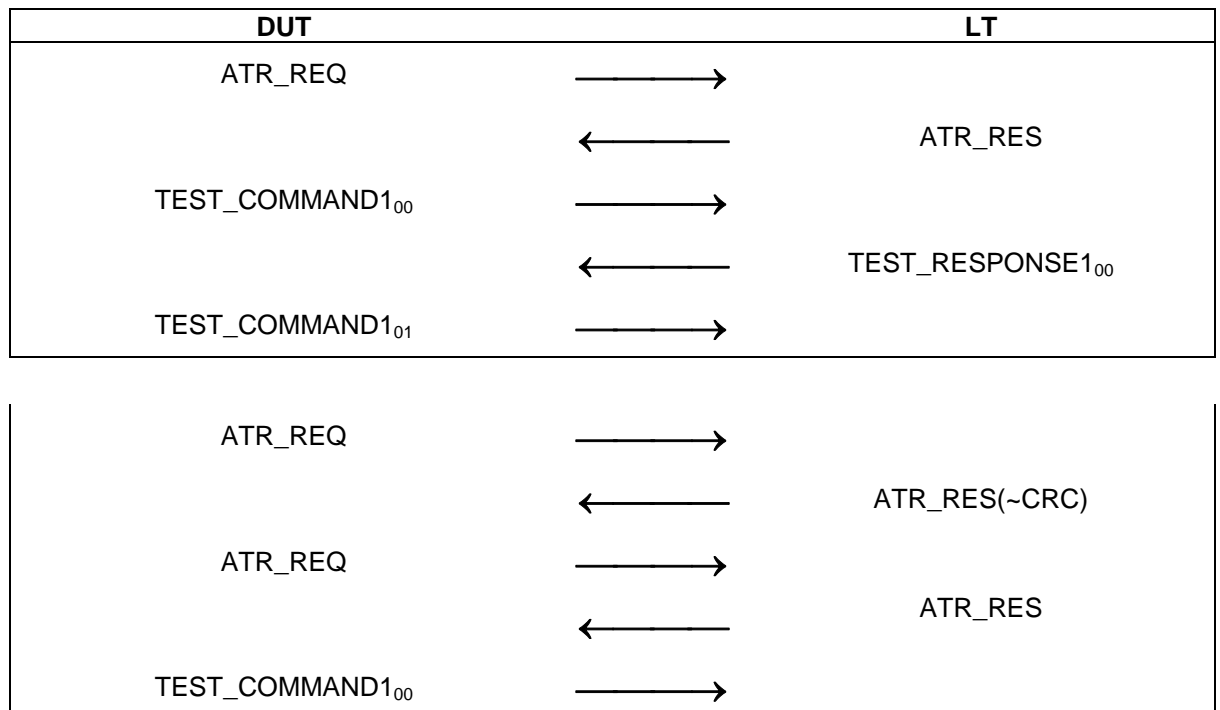 DUT LT
ATR_REQ
ATR_RES
TEST_COMMAND1₀₀
TEST_RESPONSE1₀₀
TEST_COMMAND1₀₁
ATR_REQ
ATR_RES(~CRC)
ATR_REQ
ATR_RES
TEST_COMMAND1₀₀